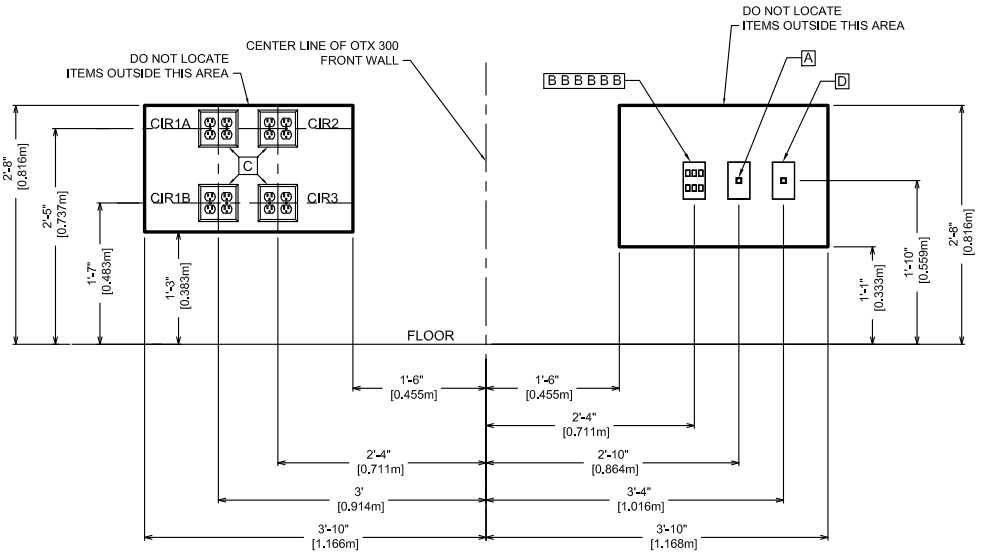 DO NOT LOCATE
ITEMS OUTSIDE THIS AREA
CENTER LINE OF OTX 300
FRONT WALL
DO NOT LOCATE
ITEMS OUTSIDE THIS AREA
B B B B B B
A
D
CIR1A
CIR2
C
CIR1B
CIR3
2'-8"
[0.816m]
2'-5"
[0.737m]
1'-7"
[0.483m]
1'-3"
[0.383m]
1'-1"
[0.333m]
1'-10"
[0.559m]
2'-8"
[0.816m]
FLOOR
1'-6"
[0.455m]
1'-6"
[0.455m]
2'-4"
[0.711m]
2'-4"
[0.711m]
2'-10"
[0.864m]
3'
[0.914m]
3'-4"
[1.016m]
3'-10"
[1.166m]
3'-10"
[1.168m]